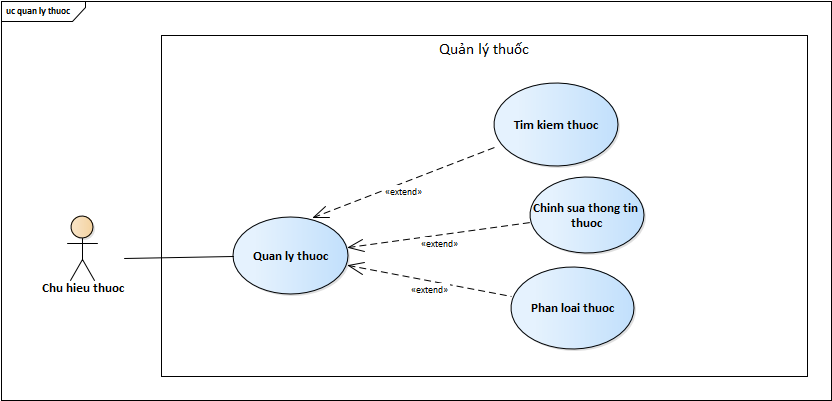 uc quan ly thuoc
Quản lý thuốc
Tim kiem thuoc
«extend»
Chinh sua thong tin
thuoc
«extend»
Quan ly thuoc
Chu hieu thuoc
«extend»
Phan loai thuoc